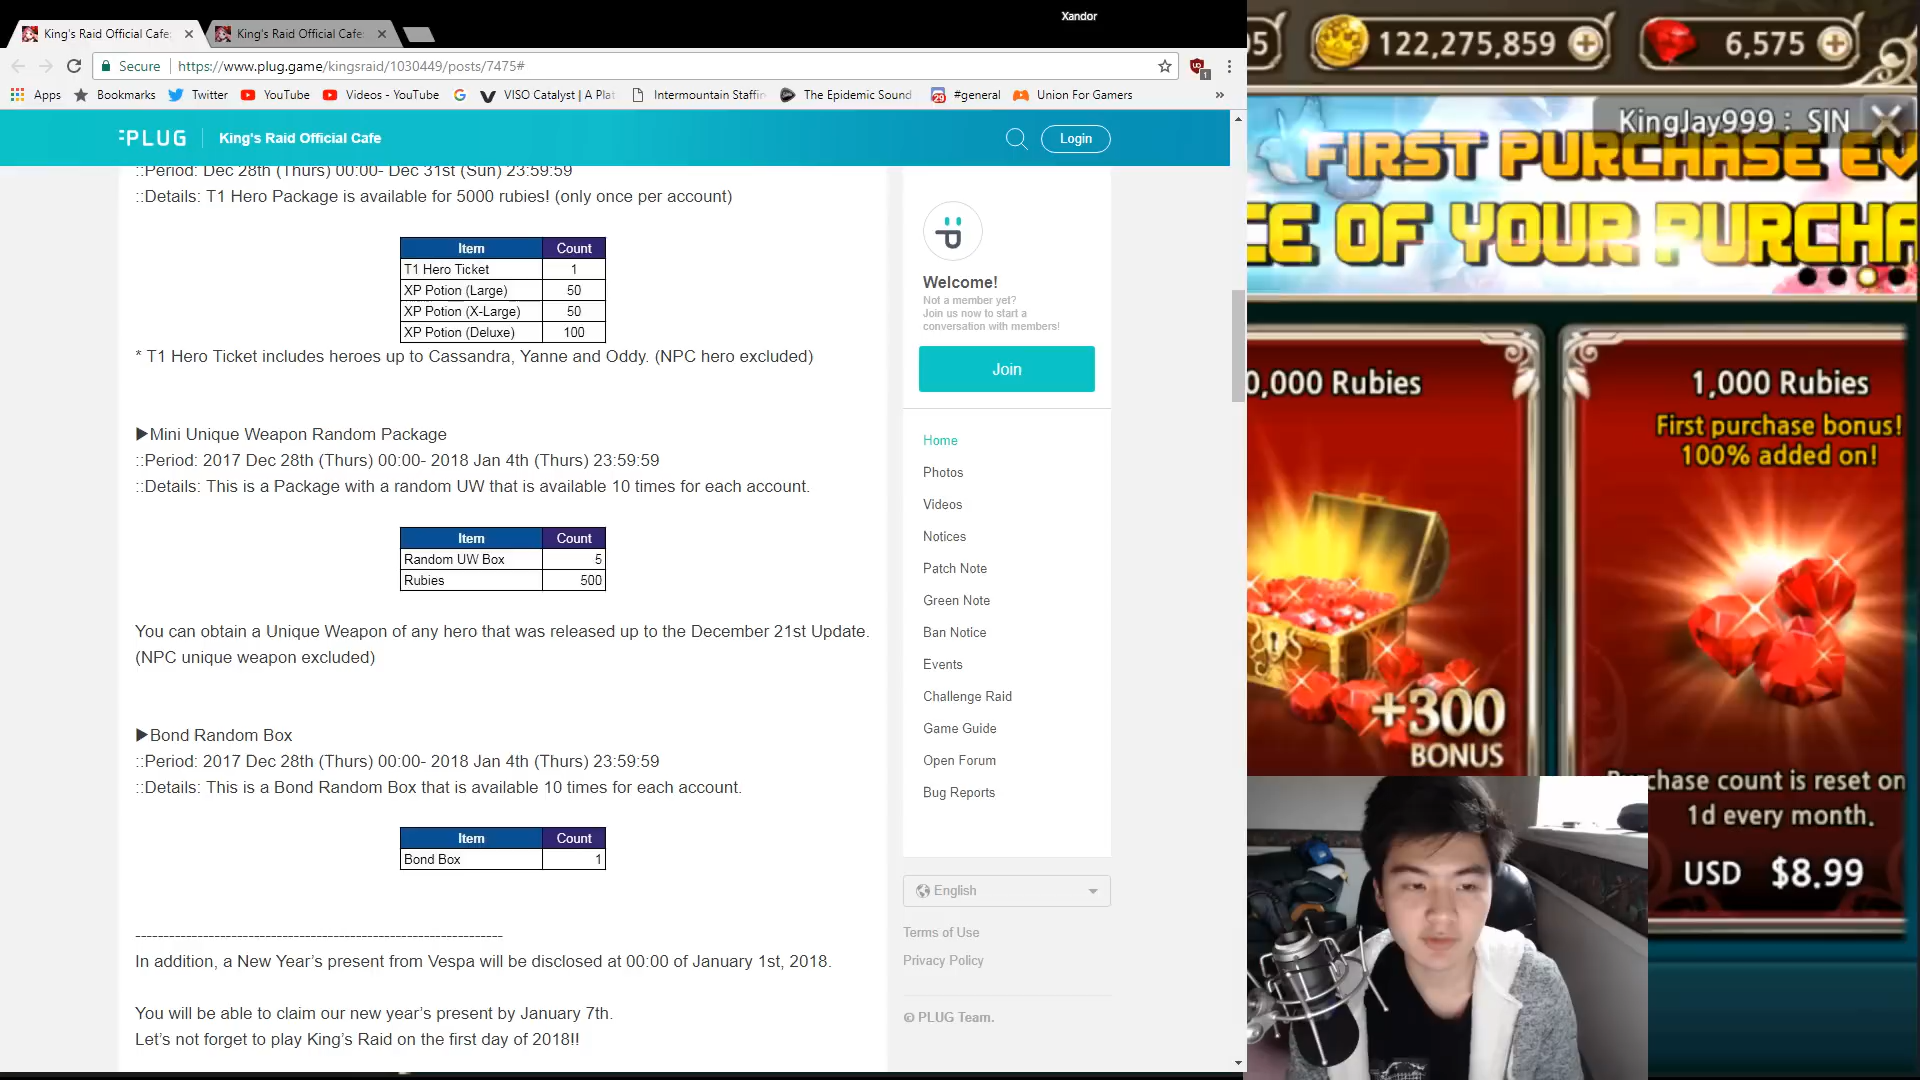 Xandor
King's Raid Official Cafe
King's Raid Official Cafe
Secure
https://www.plug.game/kingsraid/1030449/posts/7475#
1
Apps
Bookmarks
Twitter
YouTube
Videos - YouTube
VISO Catalyst | A Plat
Intermountain Staffin
The Epidemic Sound
29
#general
Union For Gamers
»
PLUG
King's Raid Official Cafe
Login
::Period: Dec 28th (Thurs) 00:00- Dec 31st (Sun) 23:59:59
::Details: T1 Hero Package is available for 5000 rubies! (only once per account)
Item Count
T1 Hero Ticket 1
XP Potion (Large) 50
XP Potion (X-Large) 50
XP Potion (Deluxe) 100
* T1 Hero Ticket includes heroes up to Cassandra, Yanne and Oddy. (NPC hero excluded)
▶Mini Unique Weapon Random Package
::Period: 2017 Dec 28th (Thurs) 00:00- 2018 Jan 4th (Thurs) 23:59:59
::Details: This is a Package with a random UW that is available 10 times for each account.
Item Count
Random UW Box 5
Rubies 500
You can obtain a Unique Weapon of any hero that was released up to the December 21st Update.
(NPC unique weapon excluded)
▶Bond Random Box
::Period: 2017 Dec 28th (Thurs) 00:00- 2018 Jan 4th (Thurs) 23:59:59
::Details: This is a Bond Random Box that is available 10 times for each account.
Item Count
Bond Box 1
--------------------------------------------------------------------
In addition, a New Year’s present from Vespa will be disclosed at 00:00 of January 1st, 2018.
You will be able to claim our new year’s present by January 7th.
Let’s not forget to play King’s Raid on the first day of 2018!!
Welcome!
Not a member yet?
Join us now to start a
conversation with members!
Join
Home
Photos
Videos
Notices
Patch Note
Green Note
Ban Notice
Events
Challenge Raid
Game Guide
Open Forum
Bug Reports
English
Terms of Use
Privacy Policy
© PLUG Team.
5
122,275,859
6,575
KingJay999 : SIN
FIRST PURCHASE EV
CE OF YOUR PURCHA
0,000 Rubies
+300
BONUS
1,000 Rubies
First purchase bonus!
100% added on!
chase count is reset on
1d every month.
USD $8.99